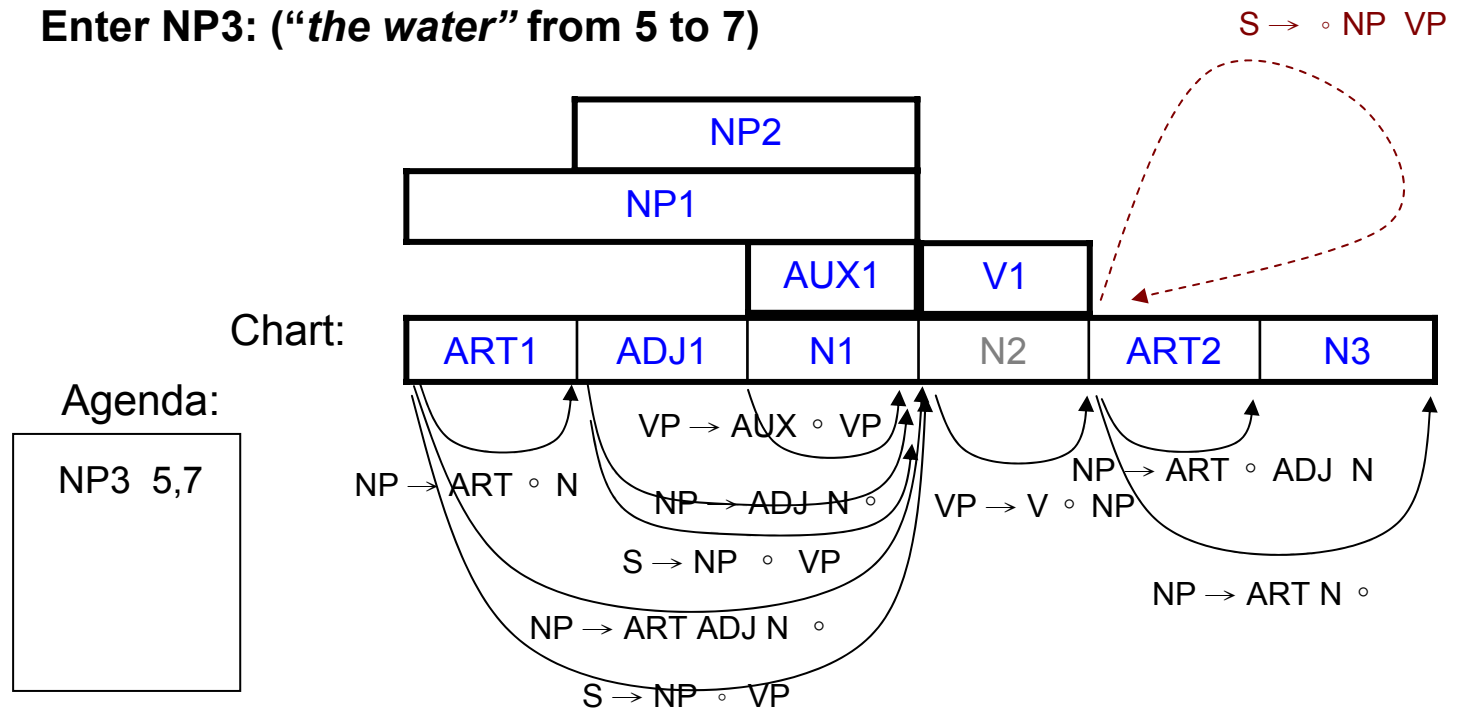 Enter NP3: (“the water” from 5 to 7)
S → ∘ NP VP
NP2
NP1
AUX1
V1
Chart:
ART1
ADJ1
N1
N2
ART2
N3
Agenda:
NP3 5,7
VP → AUX ∘ VP
NP → ART ∘ N
NP → ADJ N ∘
VP → V ∘ NP
NP → ART ∘ ADJ N
S → NP ∘ VP
NP → ART N ∘
NP → ART ADJ N ∘
S → NP ∘ VP